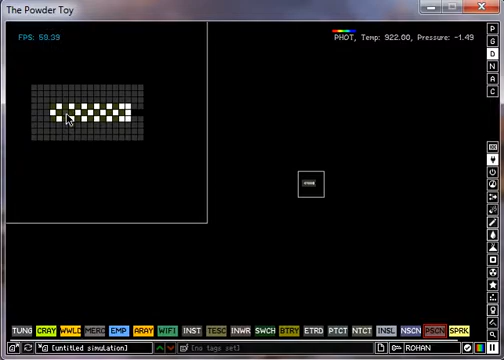 The Powder Toy
FPS: 59.39
PHOT, Temp: 922.00, Pressure: -1.49
P
G
D
N
A
C
TUNG CRAY WWLD MERC EMP ARAY WIFI INST TESC INWR SWCH BTRY ETRD PTCT NTCT INSL NSCN PSCN SPRK
[untitled simulation] [no tags set] ROHAN